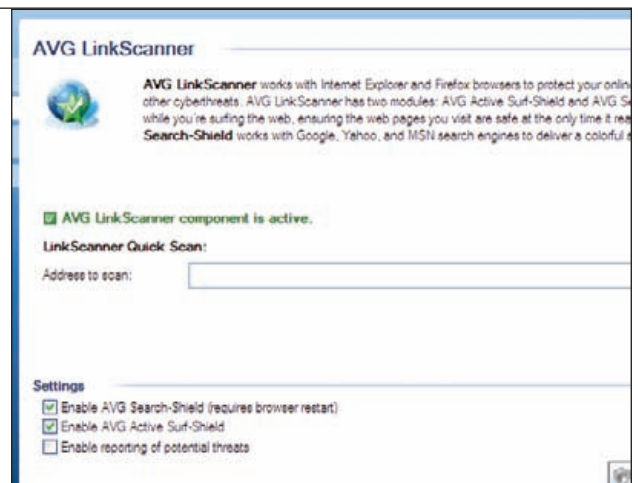 AVG LinkScanner
AVG LinkScanner works with Internet Explorer and Firefox browsers to protect your onlin
other cyberthreats. AVG LinkScanner has two modules: AVG Active Surf-Shield and AVG S
while you're surfing the web, ensuring the web pages you visit are safe at the only time it rea
Search-Shield works with Google, Yahoo, and MSN search engines to deliver a colorful s
AVG LinkScanner component is active.
LinkScanner Quick Scan:
Address to scan:
Settings
Enable AVG Search-Shield (requires browser restart)
Enable AVG Active Surf-Shield
Enable reporting of potential threats